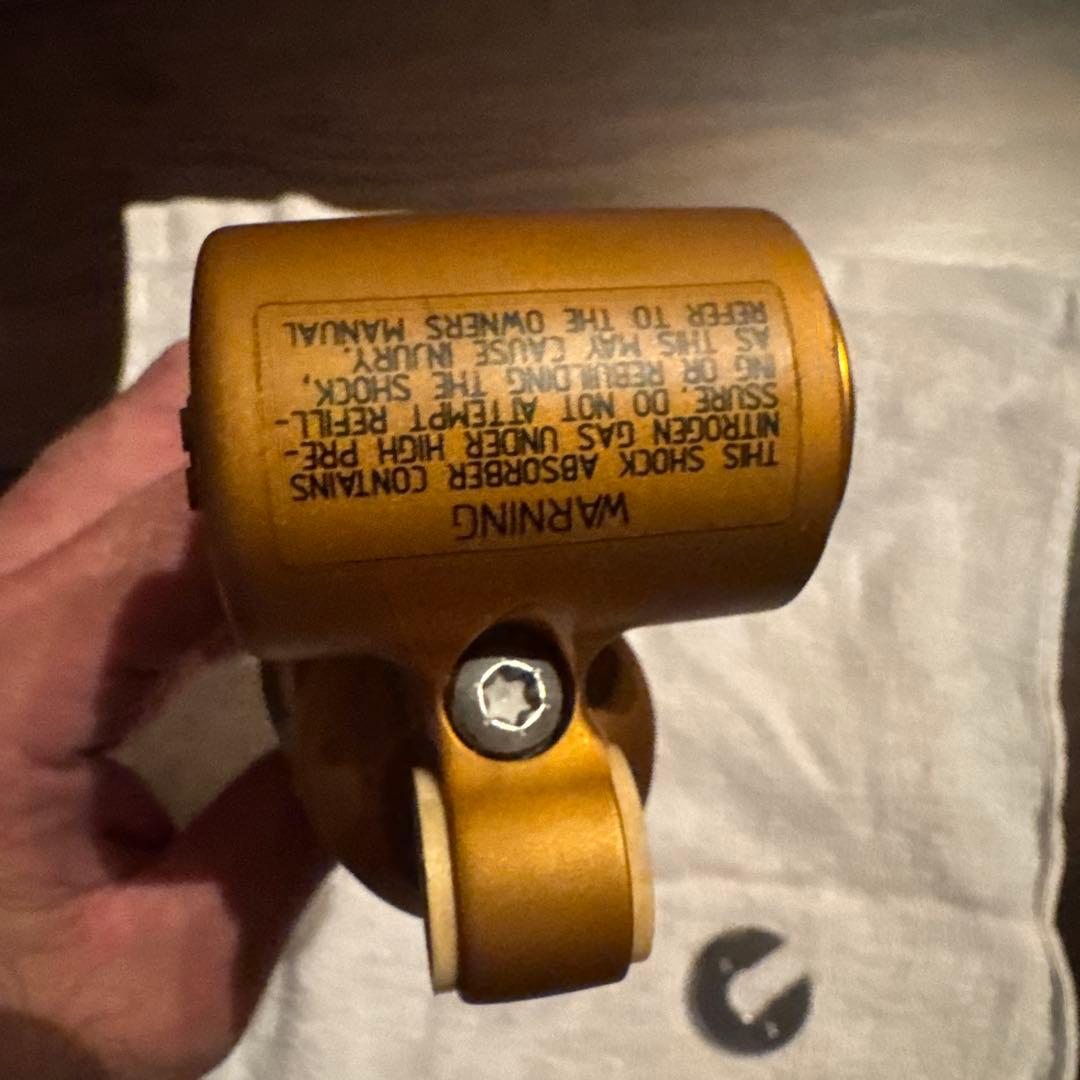 WARNING
THIS SHOCK ABSORBER CONTAINS
NITROGEN GAS UNDER HIGH PRE-
SSURE. DO NOT ATTEMPT REFILL-
ING OR REBUILDING THE SHOCK,
AS THIS MAY CAUSE INJURY.
REFER TO THE OWNERS MANUAL